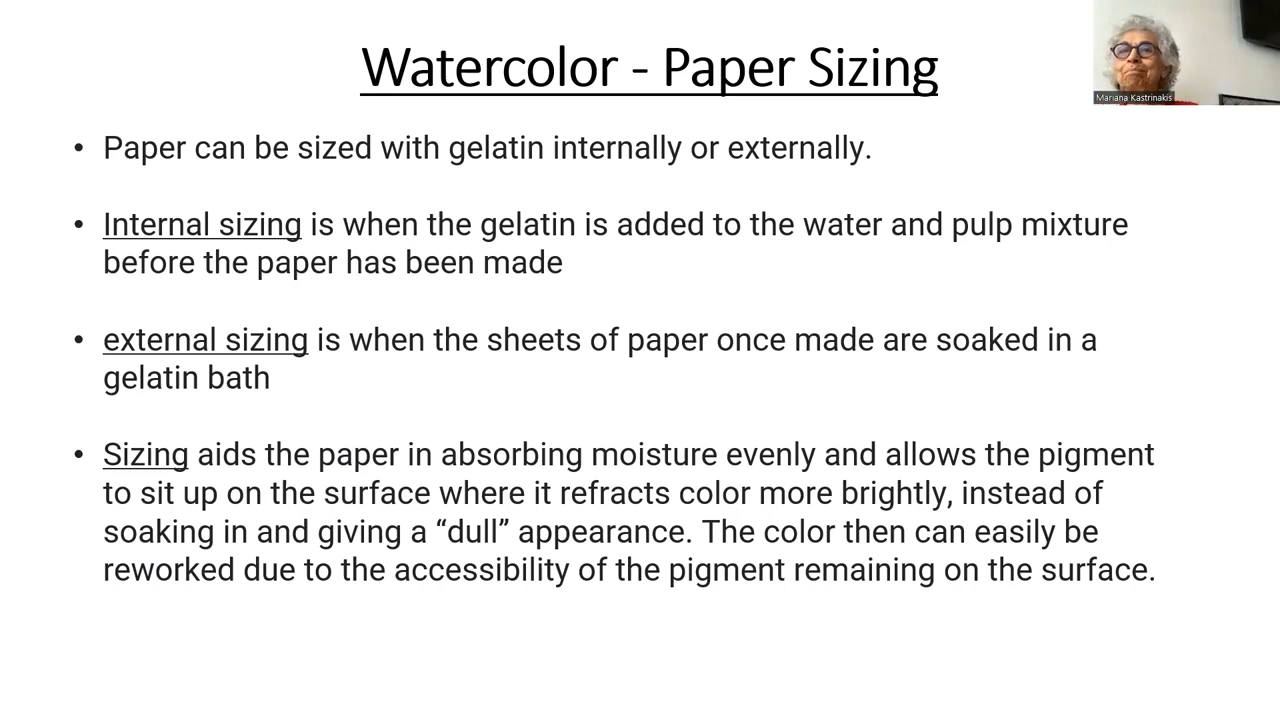 Watercolor - Paper Sizing
Mariana Kastrinakis
• Paper can be sized with gelatin internally or externally.
• Internal sizing is when the gelatin is added to the water and pulp mixture
before the paper has been made
• external sizing is when the sheets of paper once made are soaked in a
gelatin bath
• Sizing aids the paper in absorbing moisture evenly and allows the pigment
to sit up on the surface where it refracts color more brightly, instead of
soaking in and giving a “dull” appearance. The color then can easily be
reworked due to the accessibility of the pigment remaining on the surface.